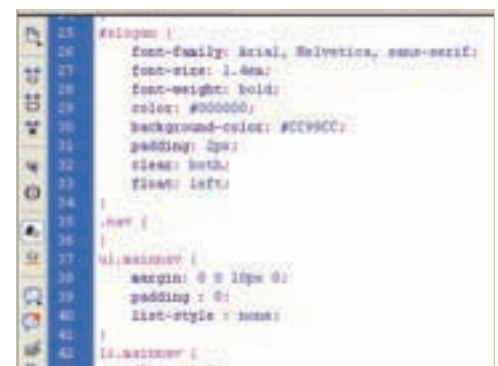 25 #slogan {
26 font-family: Arial, Helvetica, sans-serif;
27 font-size: 1.4em;
28 font-weight: bold;
29 color: #000000;
30 background-color: #CC99CC;
31 padding: 2px;
32 clear: both;
33 float: left;
34 }
35 .nav {
36 }
37 ul.mainnav {
38 margin: 0 0 10px 0;
39 padding : 0;
40 list-style : none;
41 }
42 li.mainnav {